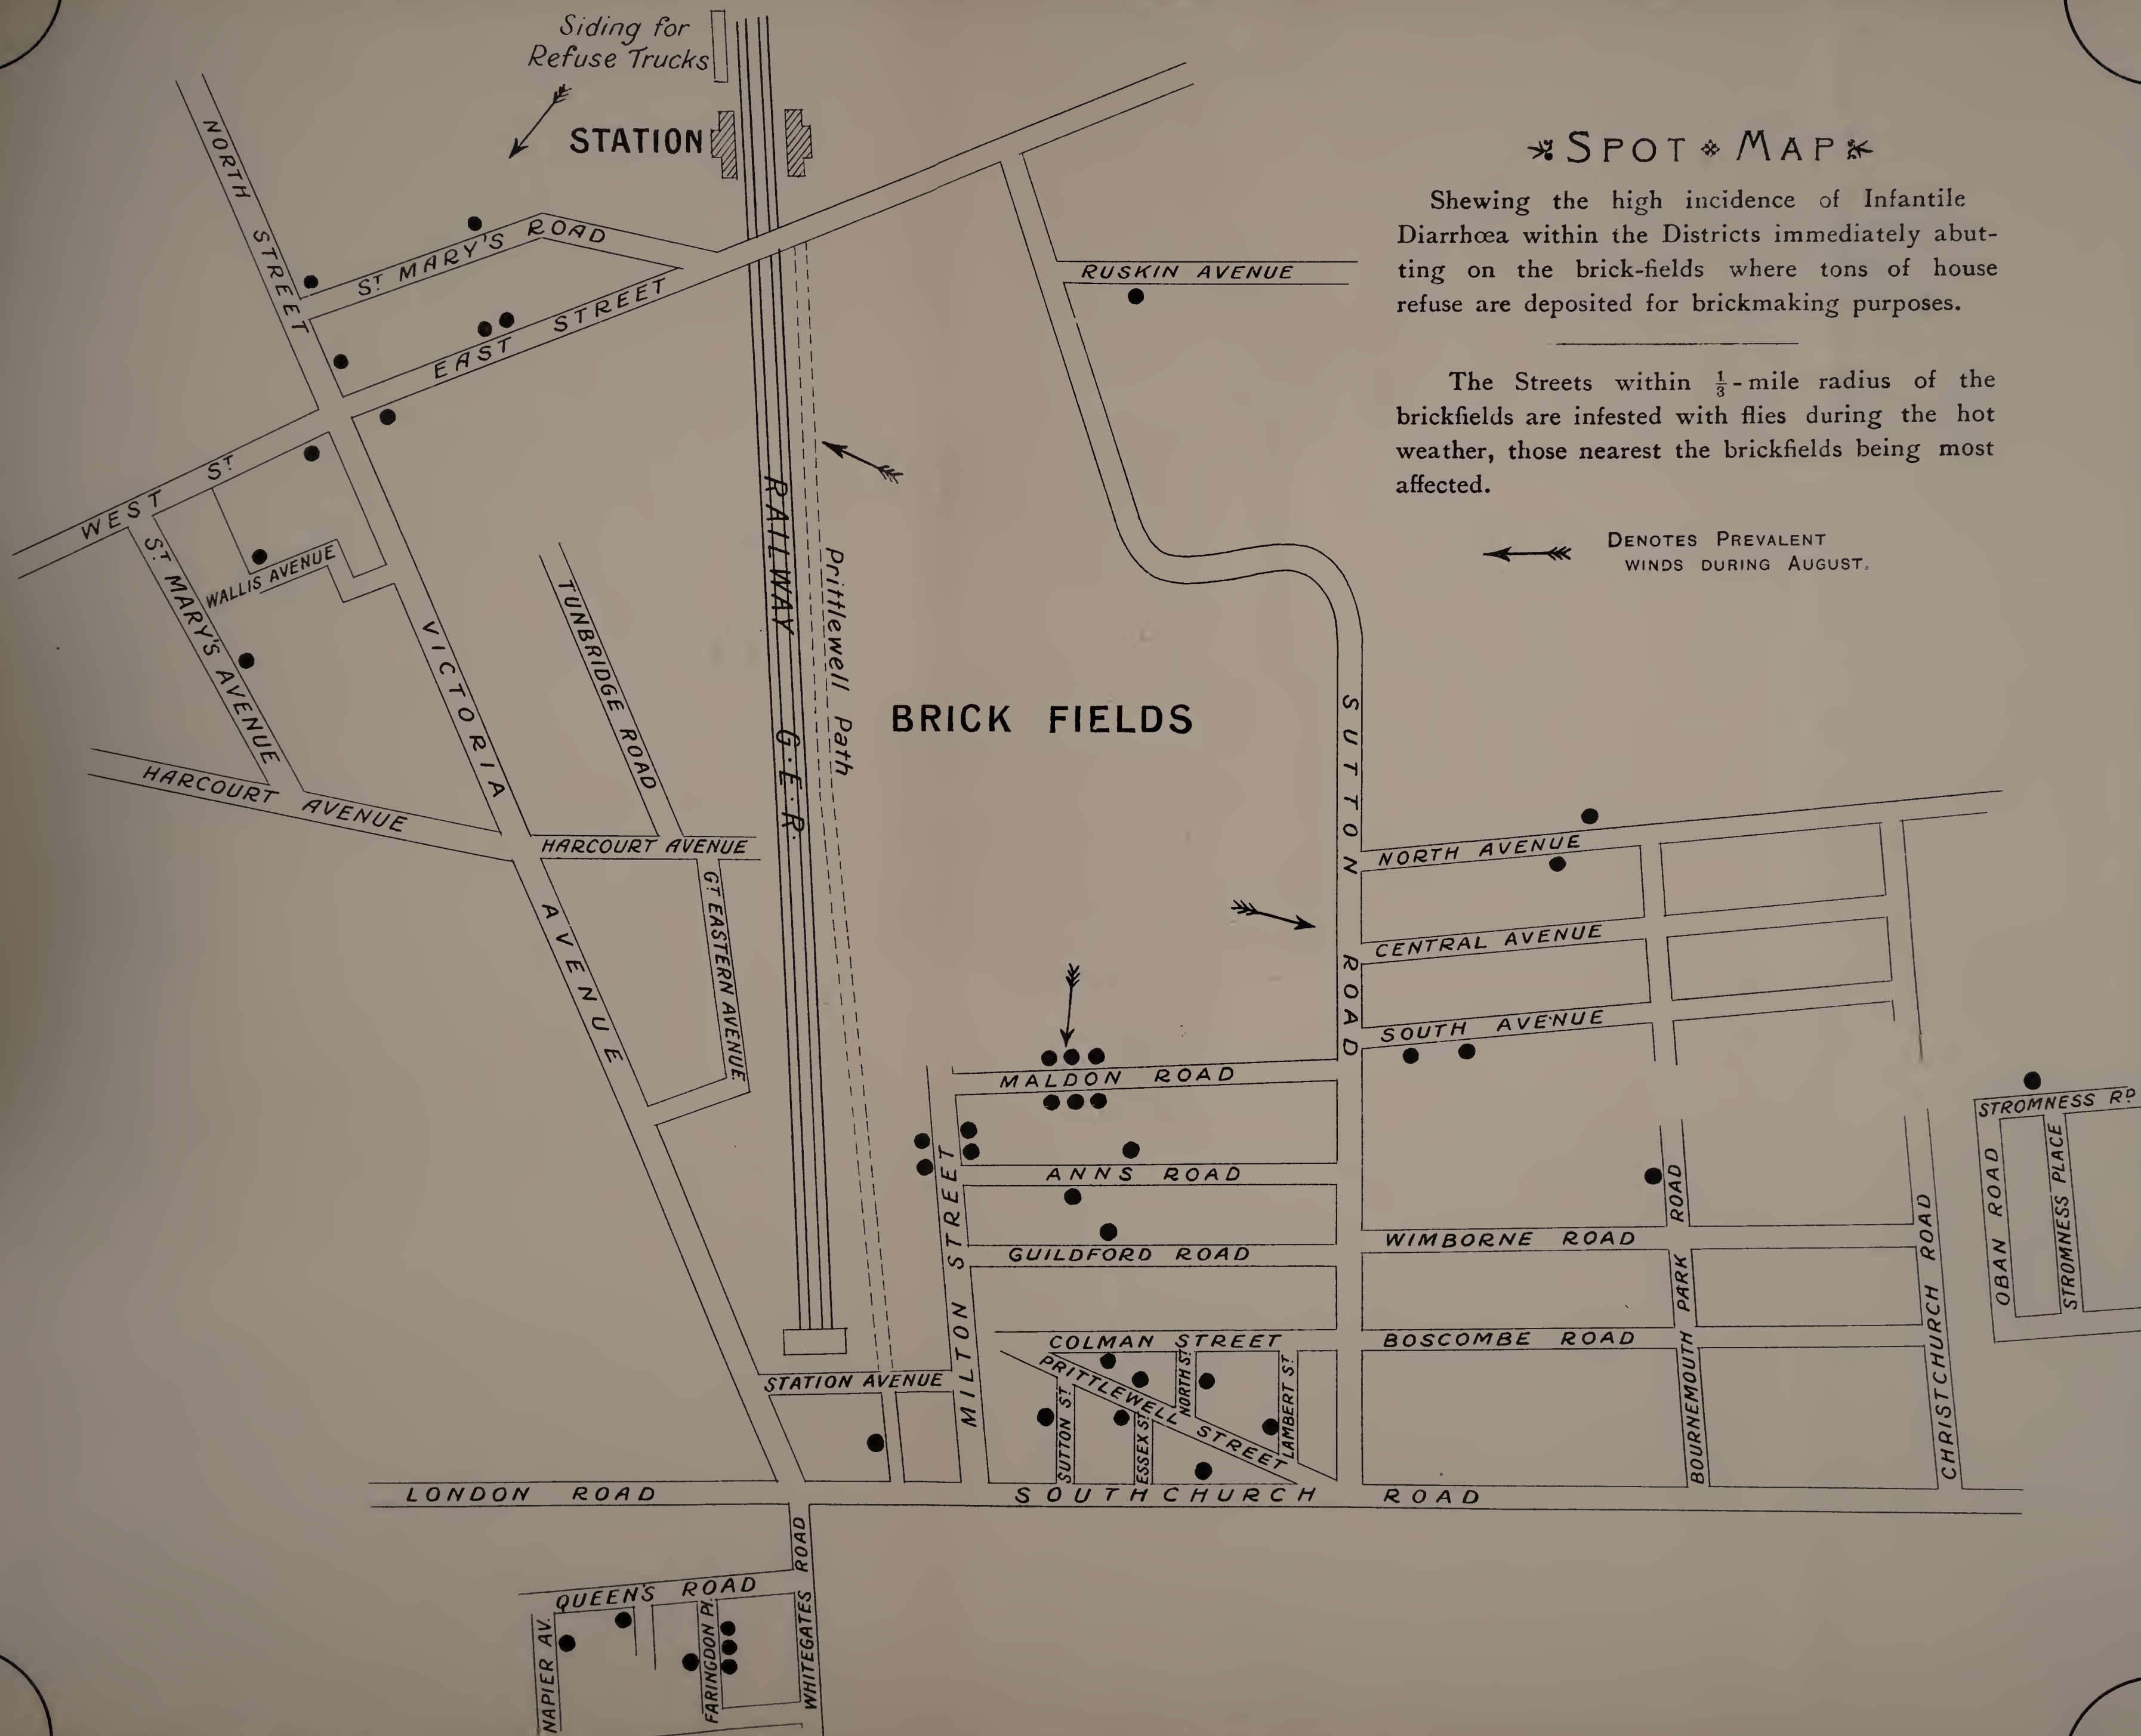 Siding for
Refuse Trucks
STATION
SPOT MAP
Shewing the high incidence of Infantile
Diarrhœa within the Districts immediately abut-
ting on the brick-fields where tons of house
refuse are deposited for brickmaking purposes.
The Streets within 1/3-mile radius of the
brickfields are infested with flies during the hot
weather, those nearest the brickfields being most
affected.
DENOTES PREVALENT
WINDS DURING AUGUST.
NORTH STREET
ST MARY'S ROAD
EAST STREET
RUSKIN AVENUE
WEST ST
ST MARY'S AVENUE
WALLIS AVENUE
VICTORIA AVENUE
TUNBRIDGE ROAD
RAILWAY G.E.R.
Prittlewell Path
BRICK FIELDS
SUTTON ROAD
HARCOURT AVENUE
HARCOURT AVENUE
GT EASTERN AVENUE
NORTH AVENUE
CENTRAL AVENUE
SOUTH AVENUE
MALDON ROAD
ANNS ROAD
GUILDFORD ROAD
MILTON STREET
WIMBORNE ROAD
BOSCOMBE ROAD
BOURNEMOUTH PARK ROAD
CHRISTCHURCH ROAD
STROMNESS RD
OBAN ROAD
STROMNESS PLACE
COLMAN STREET
PRITTLEWELL STREET
NORTH ST
LAMBERT ST
SUTTON ST
ESSEX ST
STATION AVENUE
LONDON ROAD
SOUTHCHURCH ROAD
QUEEN'S ROAD
NAPIER AV.
FARINGDON Pl.
WHITEGATES ROAD